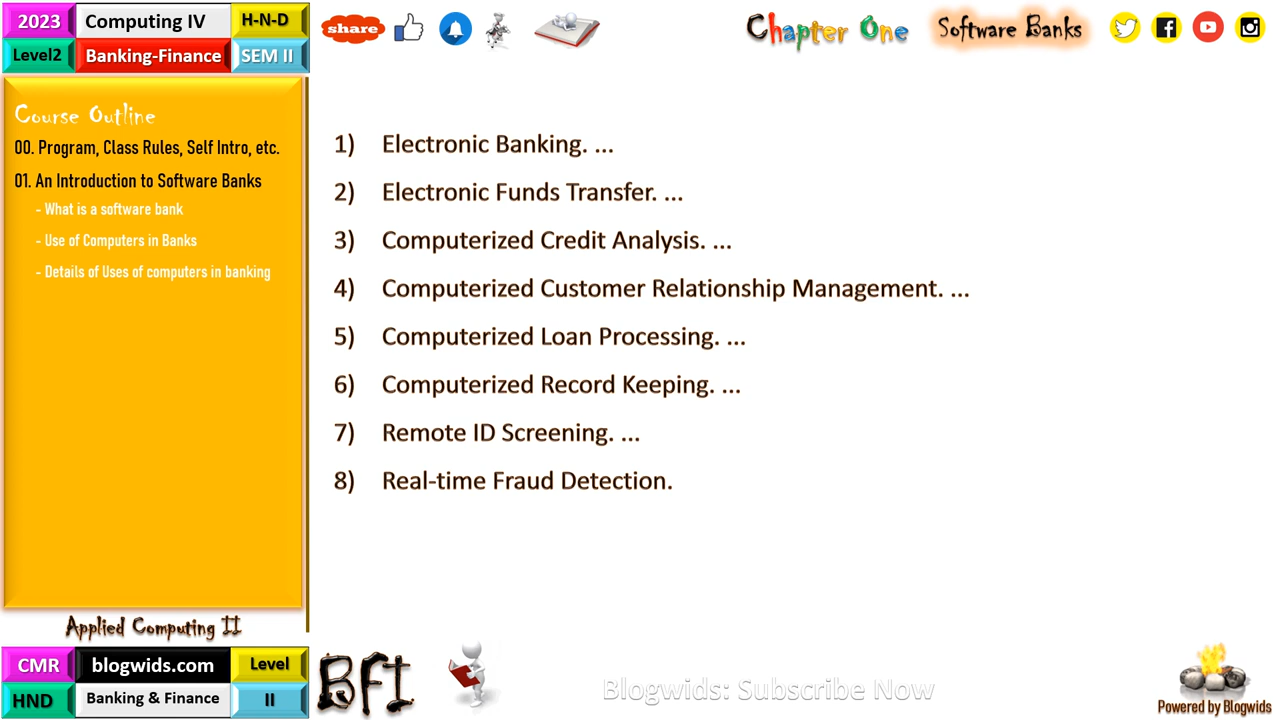 2023
Computing IV
H-N-D
Level2
Banking-Finance
SEM II
share
Chapter One
Software Banks
Course Outline
00. Program, Class Rules, Self Intro, etc.
01. An Introduction to Software Banks
- What is a software bank
- Use of Computers in Banks
- Details of Uses of computers in banking
1) Electronic Banking. ...
2) Electronic Funds Transfer. ...
3) Computerized Credit Analysis. ...
4) Computerized Customer Relationship Management. ...
5) Computerized Loan Processing. ...
6) Computerized Record Keeping. ...
7) Remote ID Screening. ...
8) Real-time Fraud Detection.
Applied Computing II
CMR
blogwids.com
Level
HND
Banking & Finance
II
BFI
Blogwids: Subscribe Now
Powered by Blogwids